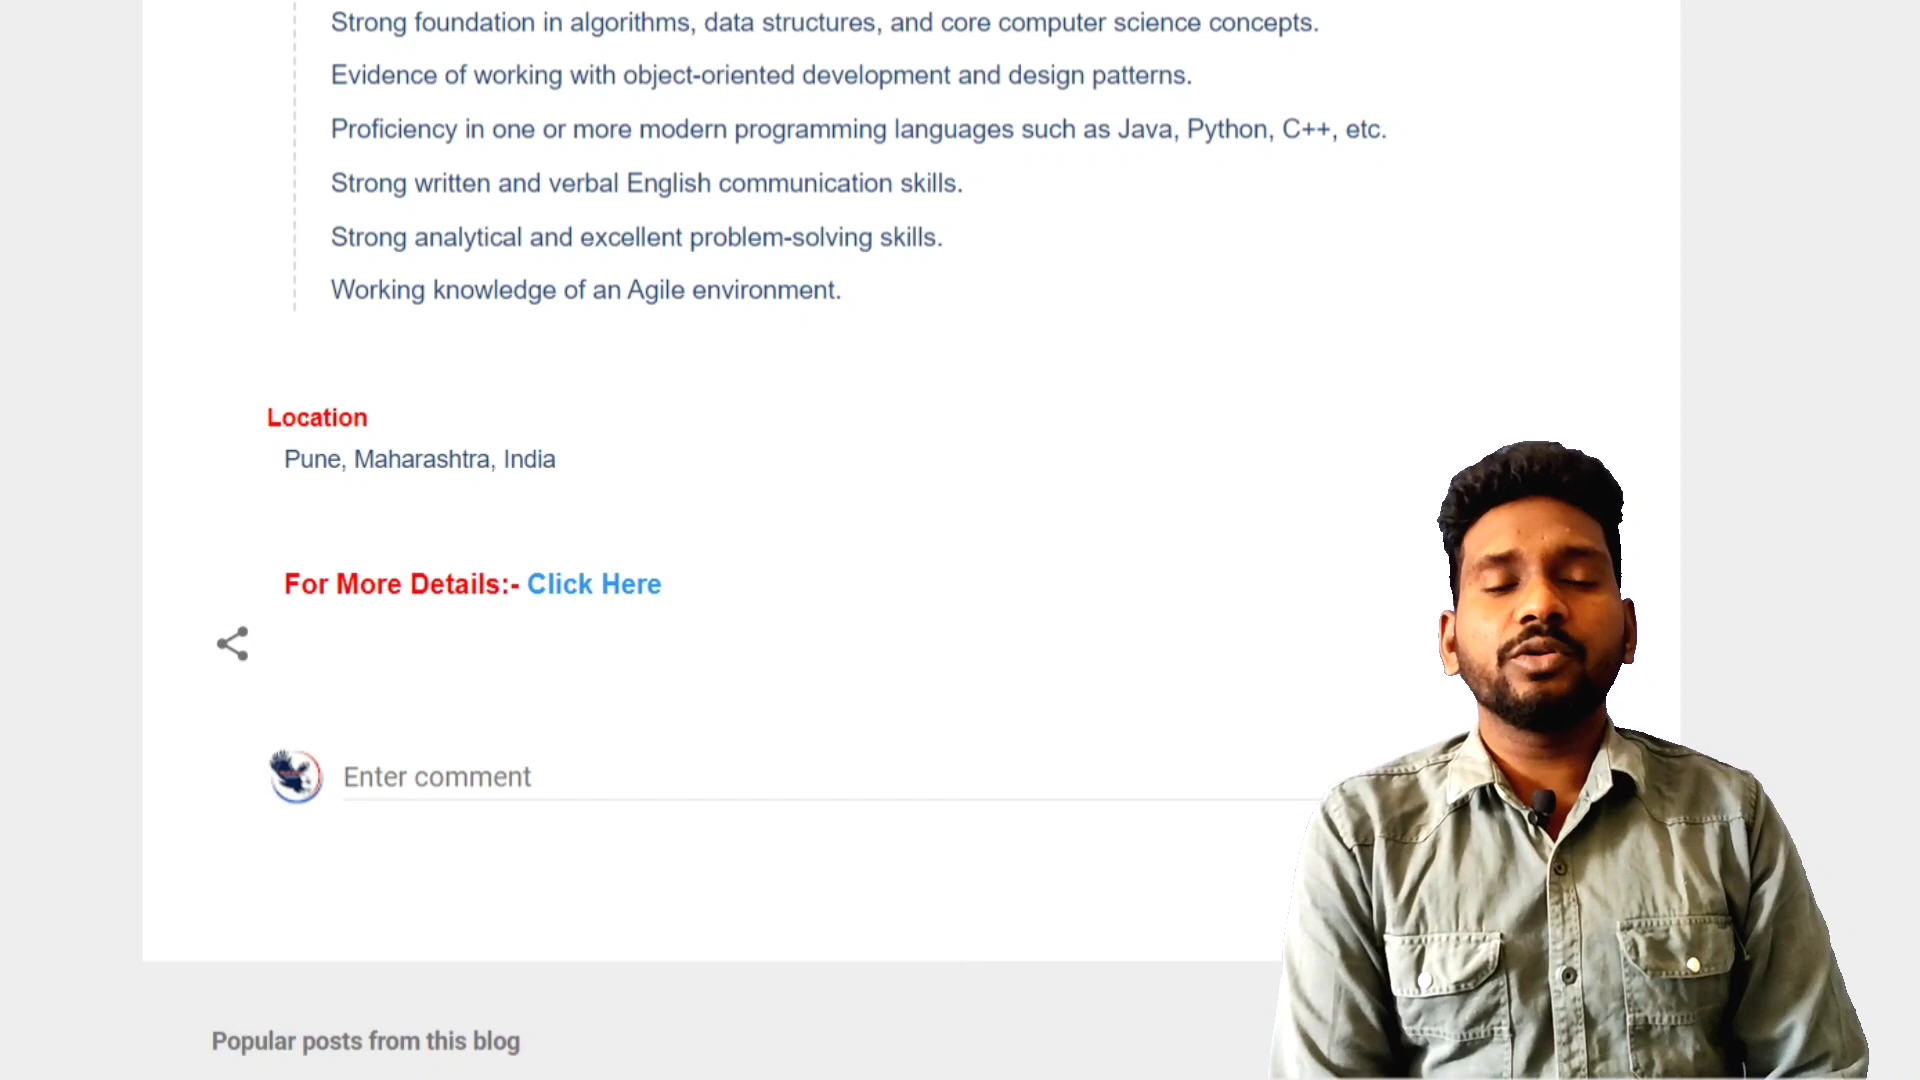 Strong foundation in algorithms, data structures, and core computer science concepts.
Evidence of working with object-oriented development and design patterns.
Proficiency in one or more modern programming languages such as Java, Python, C++, etc.
Strong written and verbal English communication skills.
Strong analytical and excellent problem-solving skills.
Working knowledge of an Agile environment.
Location
Pune, Maharashtra, India
For More Details:- Click Here
Enter comment
Popular posts from this blog